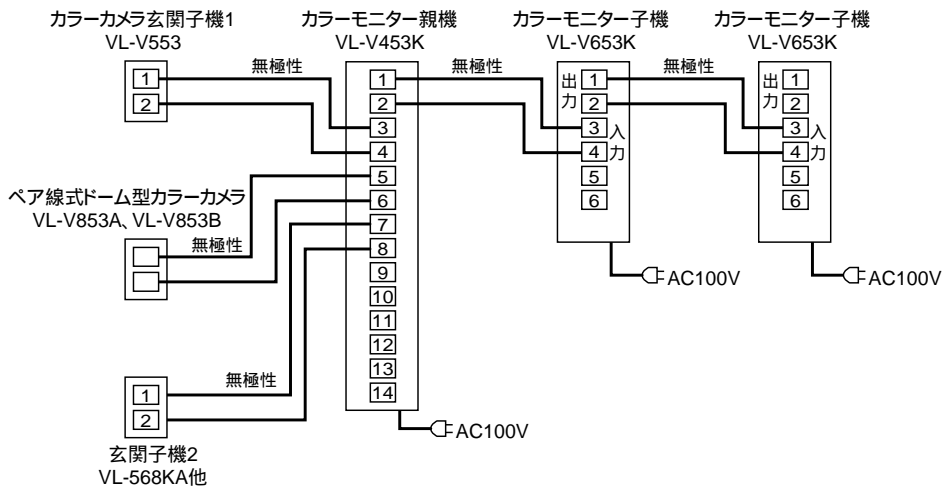 カラーカメラ玄関子機1
VL-V553
1
2
無極性
ペア線式ドーム型カラーカメラ
VL-V853A、VL-V853B
無極性
1
2
無極性
玄関子機2
VL-568KA他
カラーモニター親機
VL-V453K
1
2
3
4
5
6
7
8
9
10
11
12
13
14
AC100V
無極性
カラーモニター子機
VL-V653K
出力
1
2
3
4
入力
5
6
AC100V
無極性
カラーモニター子機
VL-V653K
出力
1
2
3
4
入力
5
6
AC100V